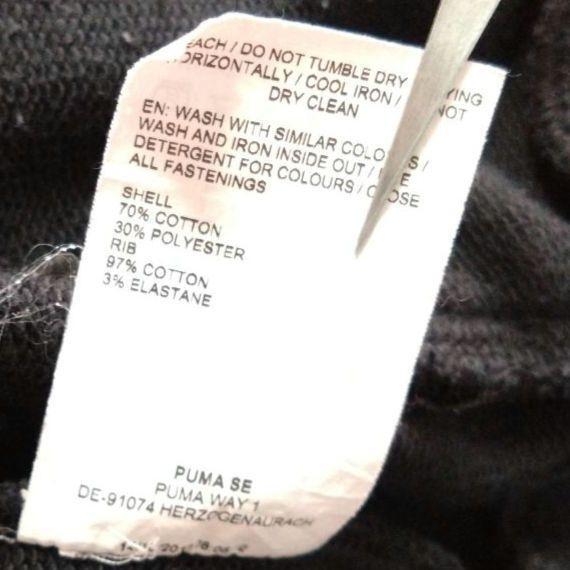 EACH / DO NOT TUMBLE DRY
HORIZONTALLY / COOL IRON / NOT
DRY CLEAN
EN: WASH WITH SIMILAR COLO S /
WASH AND IRON INSIDE OUT / E
DETERGENT FOR COLOURS / C OSE
ALL FASTENINGS
SHELL
70% COTTON
30% POLYESTER
RIB
97% COTTON
3% ELASTANE
PUMA SE
PUMA WAY 1
DE-91074 HERZOGENAURACH